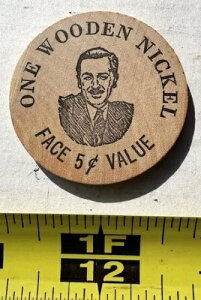 ONE WOODEN NICKEL
FACE 5¢ VALUE
1F
12